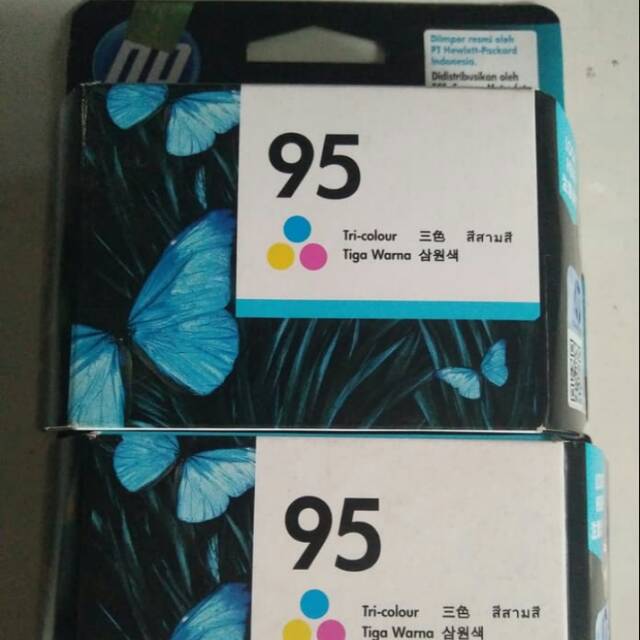 hp
Diimpor resmi oleh
PT Hewlett-Packard
Indonesia.
Didistribusikan oleh
95
Tri-colour 三色 สีสามสี
Tiga Warna 삼원색
95
Tri-colour 三色 สีสามสี
Tiga Warna 삼원색